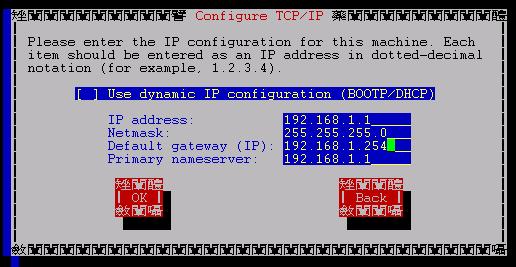 Configure TCP/IP
Please enter the IP configuration for this machine. Each
item should be entered as an IP address in dotted-decimal
notation (for example, 1.2.3.4).
[ ] Use dynamic IP configuration (BOOTP/DHCP)
IP address: 192.168.1.1
Netmask: 255.255.255.0
Default gateway (IP): 192.168.1.254
Primary nameserver: 192.168.1.1
OK Back